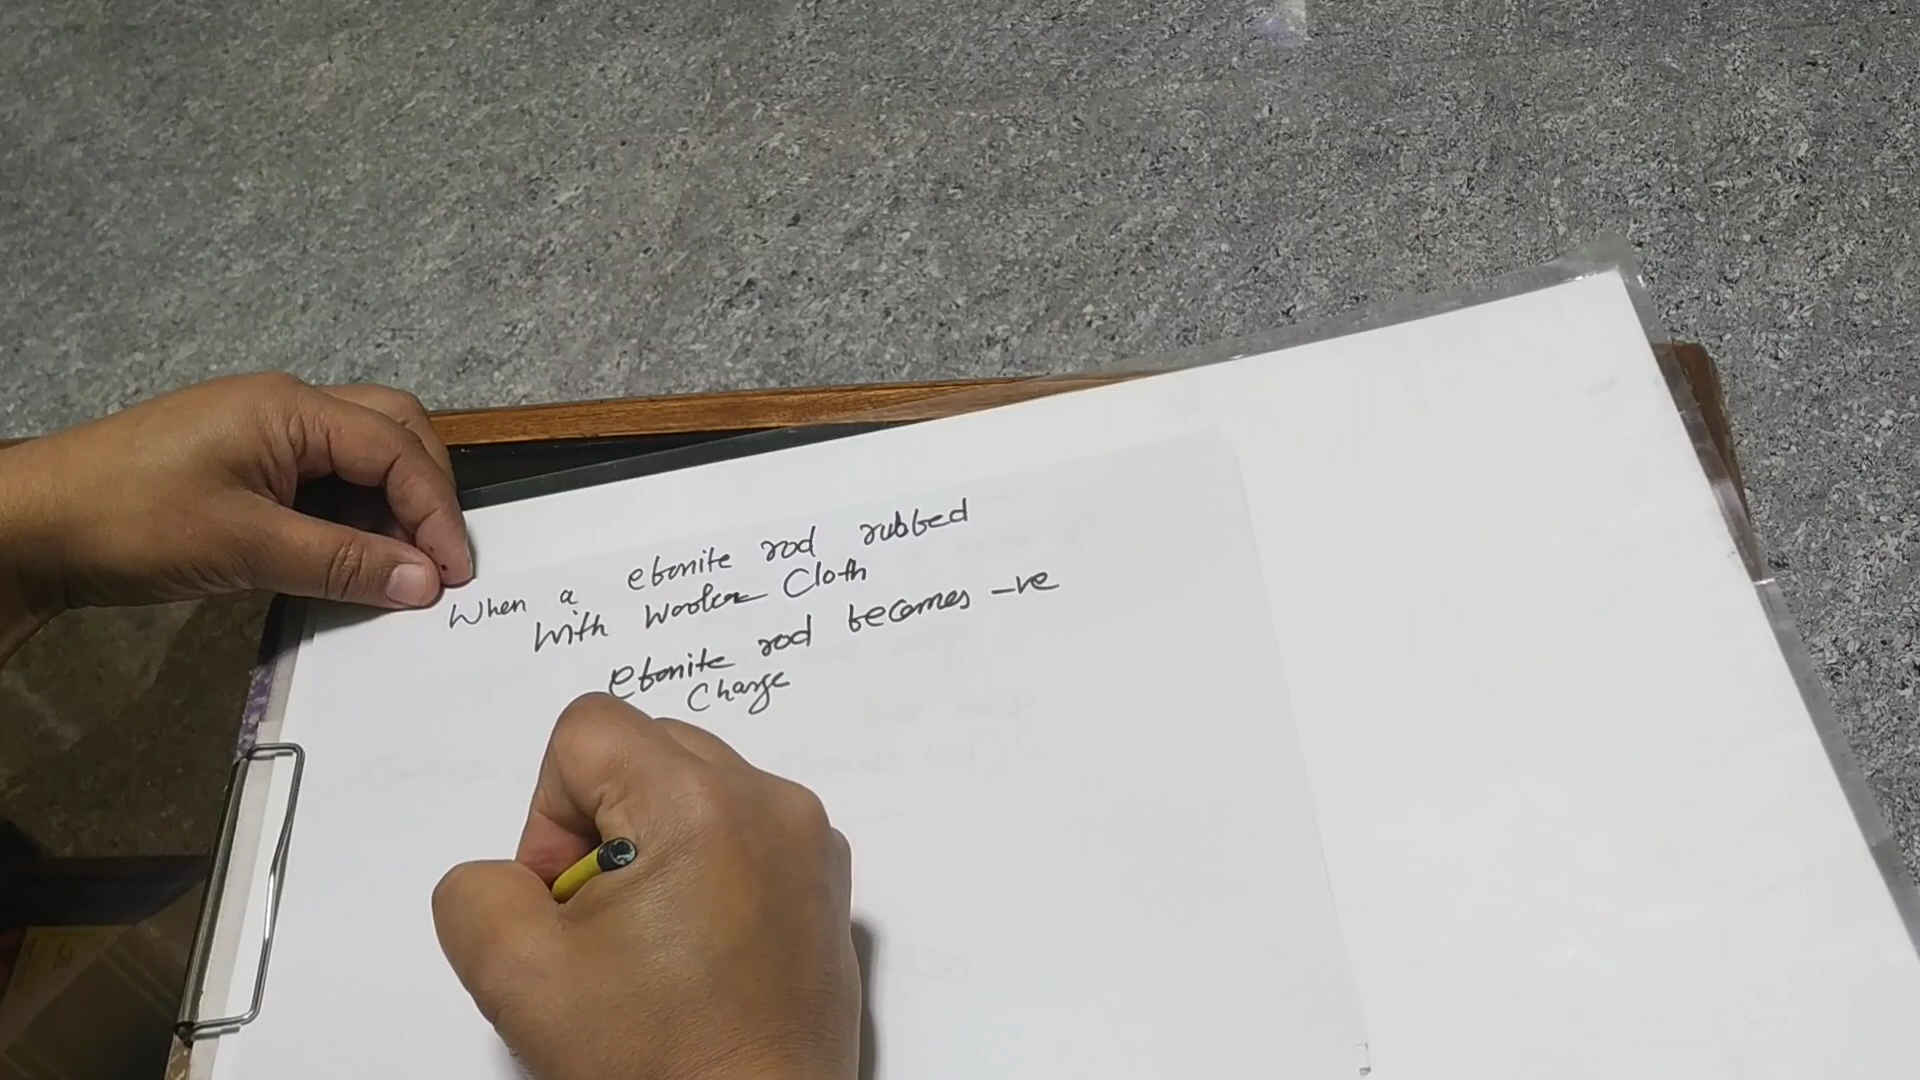 When a ebonite rod rubbed
with woolen cloth
Ebonite rod becomes -ve
Charge